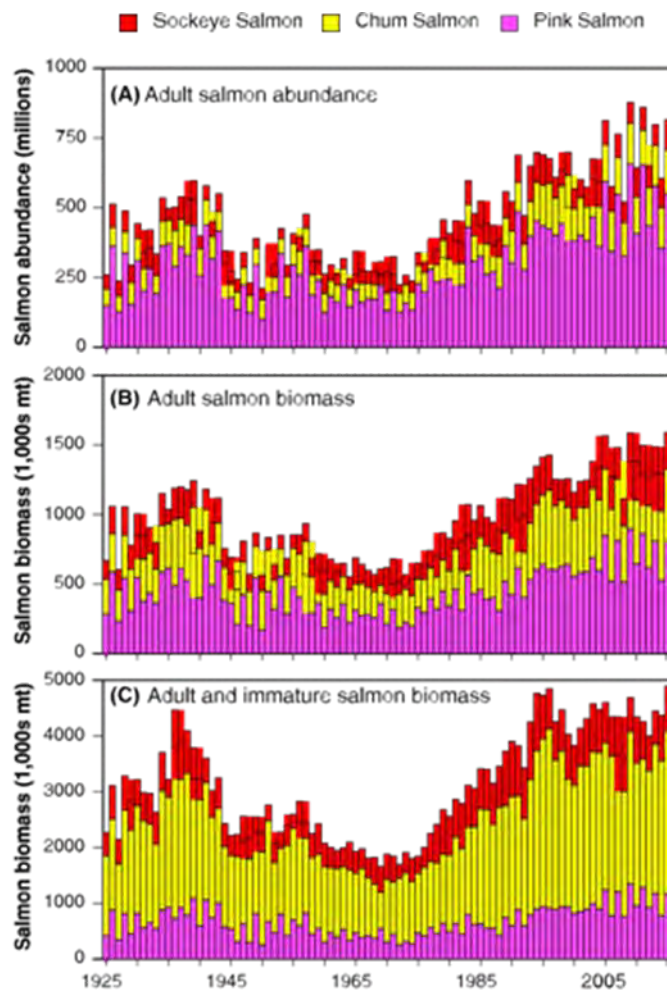 Sockeye Salmon Chum Salmon Pink Salmon
Salmon abundance (millions)
1000
750
500
250
0
(A) Adult salmon abundance
Salmon biomass (1,000s mt)
2000
1500
1000
500
0
(B) Adult salmon biomass
Salmon biomass (1,000s mt)
5000
4000
3000
2000
1000
0
(C) Adult and immature salmon biomass
1925 1945 1965 1985 2005